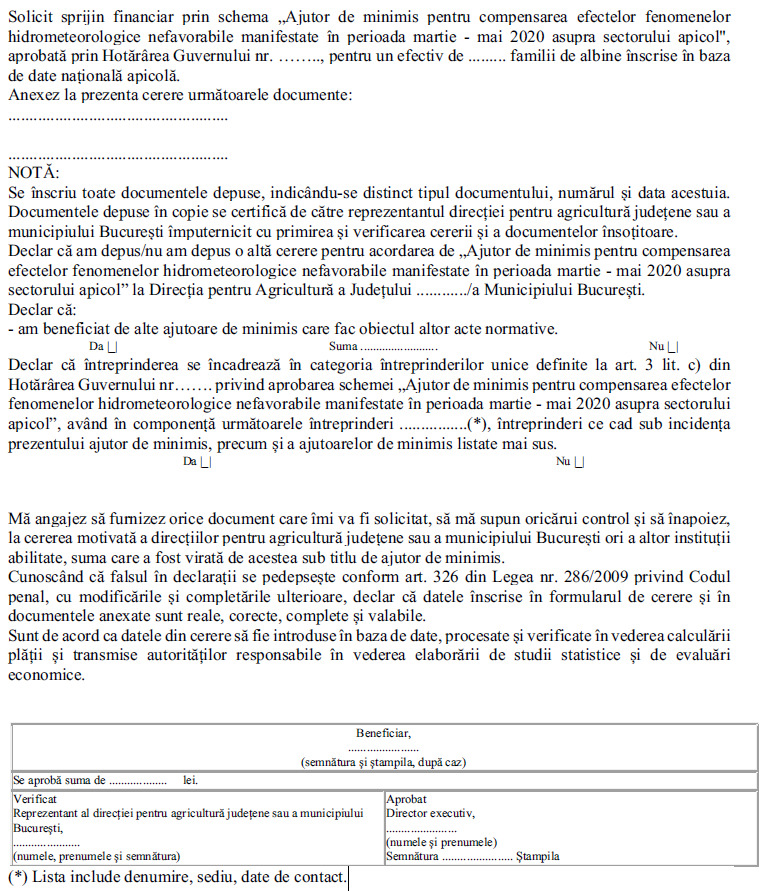 Solicit sprijin financiar prin schema „Ajutor de minimis pentru compensarea efectelor fenomenelor
hidrometeorologice nefavorabile manifestate în perioada martie - mai 2020 asupra sectorului apicol",
aprobată prin Hotărârea Guvernului nr. …….., pentru un efectiv de ......... familii de albine înscrise în baza
de date națională apicolă.
Anexez la prezenta cerere următoarele documente:
....................................................
....................................................
NOTĂ:
Se înscriu toate documentele depuse, indicându-se distinct tipul documentului, numărul și data acestuia.
Documentele depuse în copie se certifică de către reprezentantul direcției pentru agricultură județene sau a
municipiului București împuternicit cu primirea și verificarea cererii și a documentelor însoțitoare.
Declar că am depus/nu am depus o altă cerere pentru acordarea de „Ajutor de minimis pentru compensarea
efectelor fenomenelor hidrometeorologice nefavorabile manifestate în perioada martie - mai 2020 asupra
sectorului apicol” la Direcția pentru Agricultură a Județului ............/a Municipiului București.
Declar că:
- am beneficiat de alte ajutoare de minimis care fac obiectul altor acte normative.
Da |_| Suma ......................... Nu |_|
Declar că întreprinderea se încadrează în categoria întreprinderilor unice definite la art. 3 lit. c) din
Hotărârea Guvernului nr……. privind aprobarea schemei „Ajutor de minimis pentru compensarea efectelor
fenomenelor hidrometeorologice nefavorabile manifestate în perioada martie - mai 2020 asupra sectorului
apicol”, având în componență următoarele întreprinderi ................(*), întreprinderi ce cad sub incidența
prezentului ajutor de minimis, precum și a ajutoarelor de minimis listate mai sus.
Da |_| Nu |_|
Mă angajez să furnizez orice document care îmi va fi solicitat, să mă supun oricărui control și să înapoiez,
la cererea motivată a direcțiilor pentru agricultură județene sau a municipiului București ori a altor instituții
abilitate, suma care a fost virată de acestea sub titlu de ajutor de minimis.
Cunoscând că falsul în declarații se pedepsește conform art. 326 din Legea nr. 286/2009 privind Codul
penal, cu modificările și completările ulterioare, declar că datele înscrise în formularul de cerere și în
documentele anexate sunt reale, corecte, complete și valabile.
Sunt de acord ca datele din cerere să fie introduse în baza de date, procesate și verificate în vederea calculării
plății și transmise autorităților responsabile în vederea elaborării de studii statistice și de evaluări
economice.
Beneficiar,
.......................
(semnătura și ștampila, după caz)
Se aprobă suma de ................... lei.
Verificat
Reprezentant al direcției pentru agricultură județene sau a municipiului
București,
......................
(numele, prenumele și semnătura)
Aprobat
Director executiv,
.......................
(numele și prenumele)
Semnătura ....................... Ștampila
(*) Lista include denumire, sediu, date de contact.